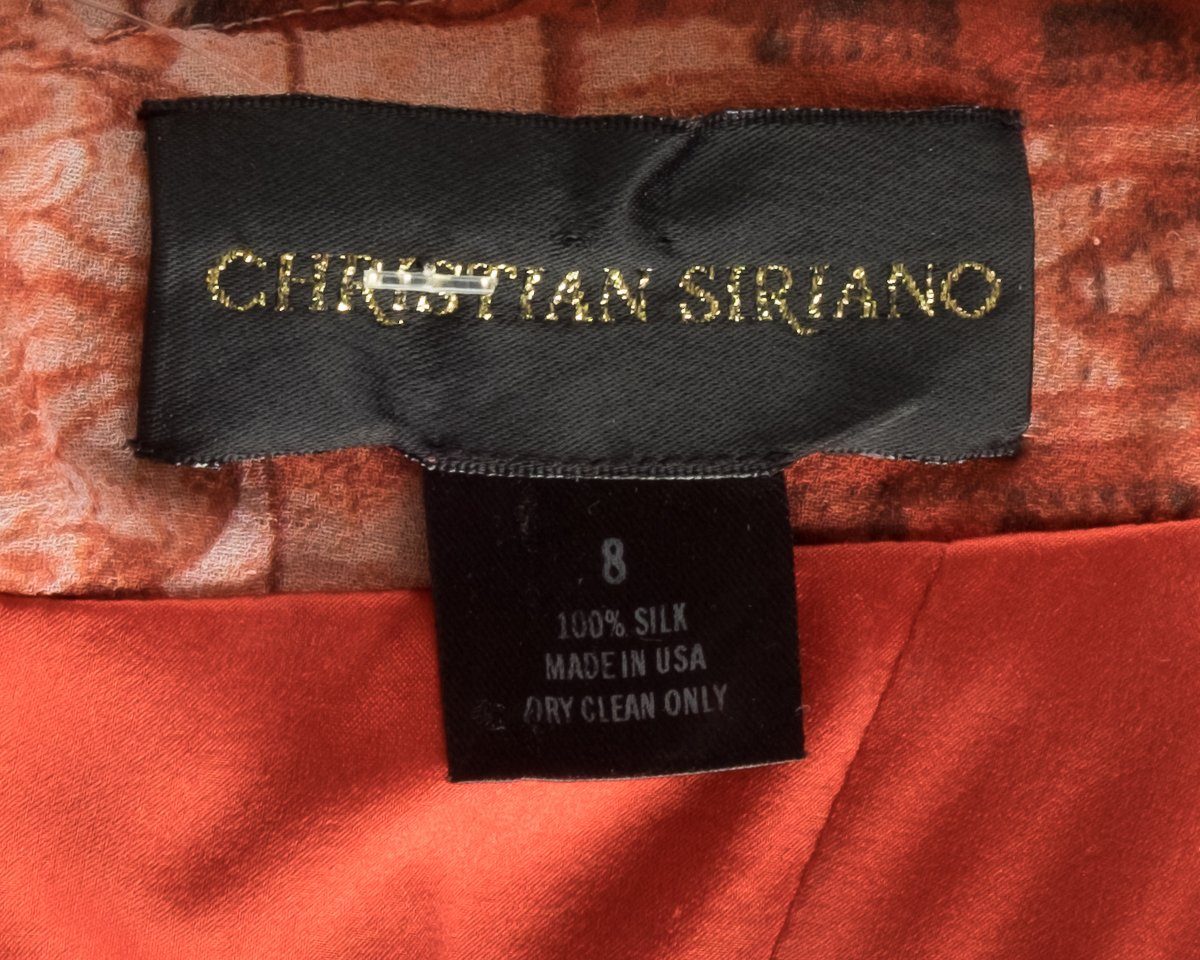 CHRISTIAN SIRIANO
8
100% SILK
MADE IN USA
DRY CLEAN ONLY